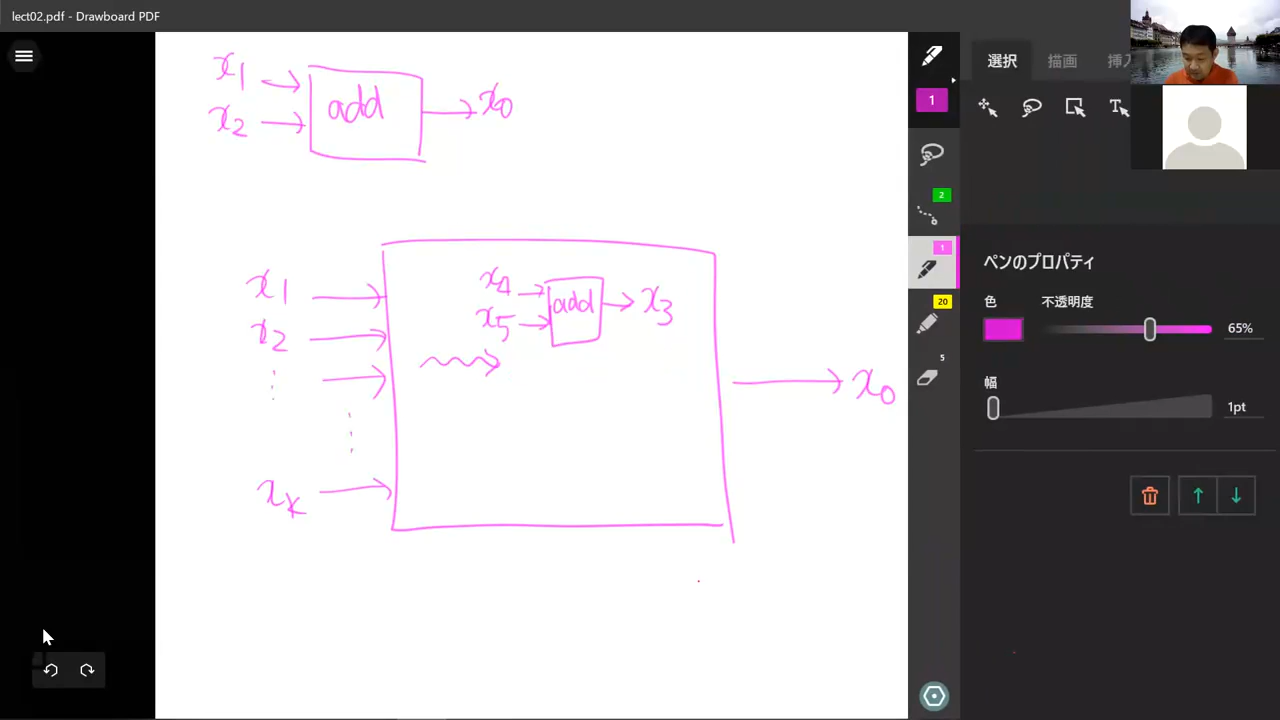 lect02.pdf - Drawboard PDF
選択
描画
挿入
1
2
1
20
5
ペンのプロパティ
色
不透明度
65%
幅
1pt
x1
x2
add
x0
x1
x2
⋮
⋮
xk
x4
x5
add
x3
x0